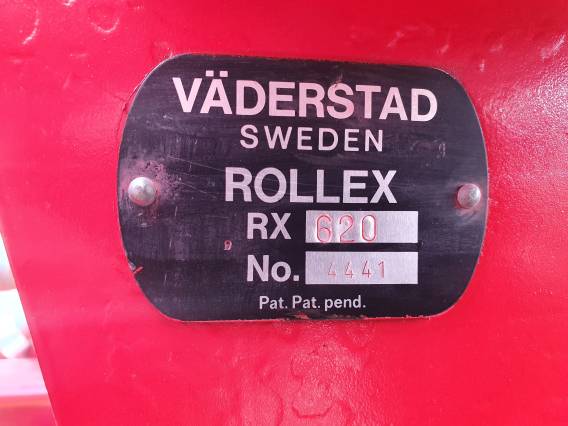 VÄDERSTAD
SWEDEN
ROLLEX
RX 620
No. 4441
Pat. Pat. pend.